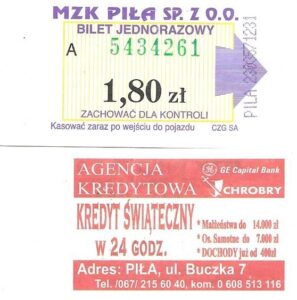 MZK PIŁA SP. Z O.O.
BILET JEDNORAZOWY
A 5434261
1,80 zł
ZACHOWAĆ DLA KONTROLI
Kasować zaraz po wejściu do pojazdu CZG SA
AGENCJA
KREDYTOWA
GE Capital Bank
CHROBRY
KREDYT ŚWIĄTECZNY
W 24 GODZ.
* Małżeństwa do 14.000 zł
* Os. Samotne do 7.000 zł
* DOCHODY już od 400zł
Adres: PIŁA, ul. Buczka 7
Tel. /067/ 215 60 40, kom. 0 608 513 116